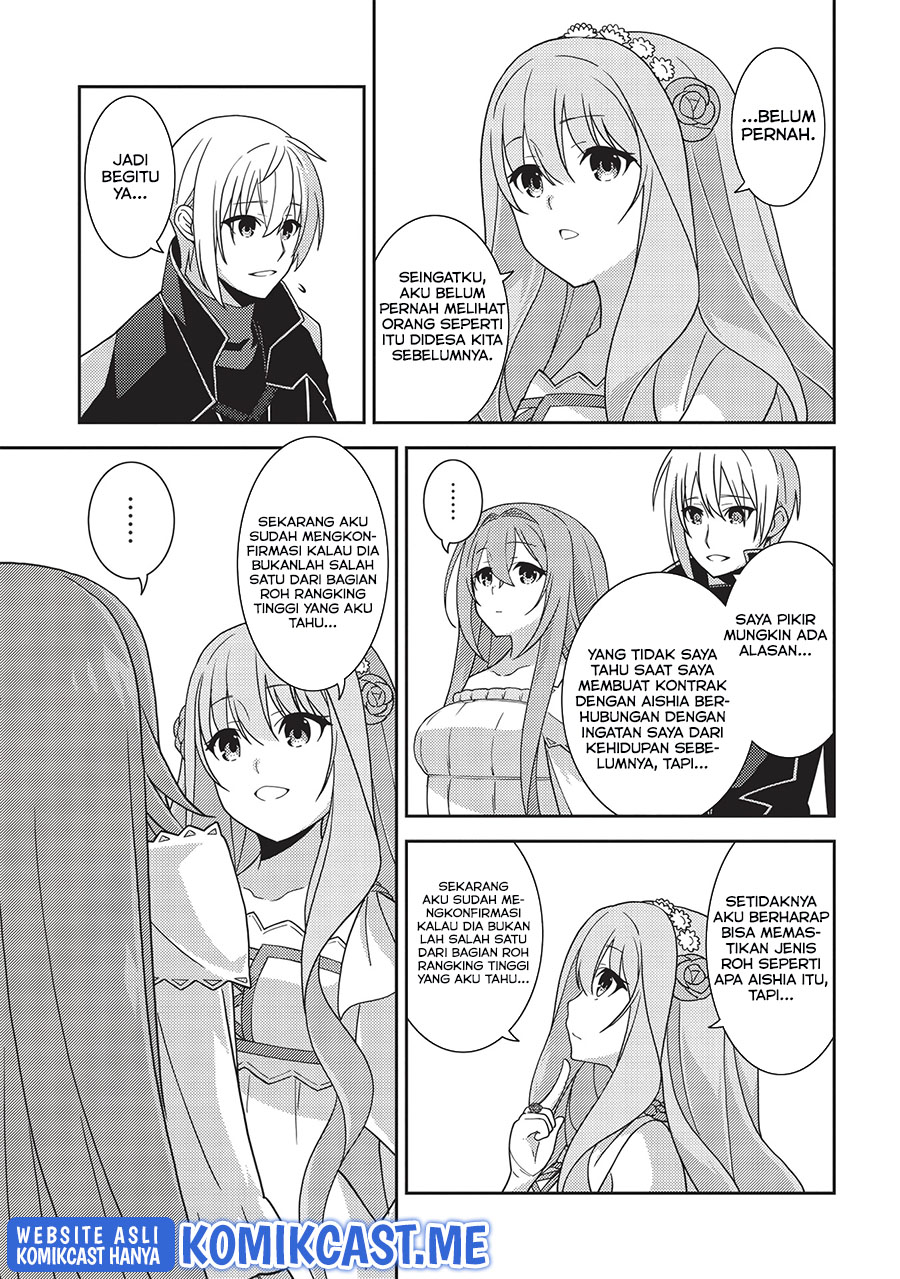 ...BELUM
PERNAH.
SEINGATKU,
AKU BELUM
PERNAH MELIHAT
ORANG SEPERTI
ITU DIDESA KITA
SEBELUMNYA.
JADI
BEGITU
YA...
SAYA PIKIR
MUNGKIN ADA
ALASAN...
YANG TIDAK SAYA
TAHU SAAT SAYA
MEMBUAT KONTRAK
DENGAN AISHIA BER-
HUBUNGAN DENGAN
INGATAN SAYA DARI
KEHIDUPAN SEBE-
LUMNYA, TAPI...
......
SETIDAKNYA
AKU BERHARAP
BISA MEMAS-
TIKAN JENIS
ROH SEPERTI
APA AISHIA ITU,
TAPI...
SEKARANG
AKU SUDAH ME-
NGKONFIRMASI
KALAU DIA BUKAN
LAH SALAH SATU
DARI BAGIAN ROH
RANGKING TINGGI
YANG AKU TAHU...
SEKARANG AKU
SUDAH MENGKON-
FIRMASI KALAU DIA
BUKANLAH SALAH
SATU DARI BAGIAN
ROH RANGKING
TINGGI YANG AKU
TAHU...
......
WEBSITE ASLI
KOMIKCAST HANYA
KOMIKCAST.ME